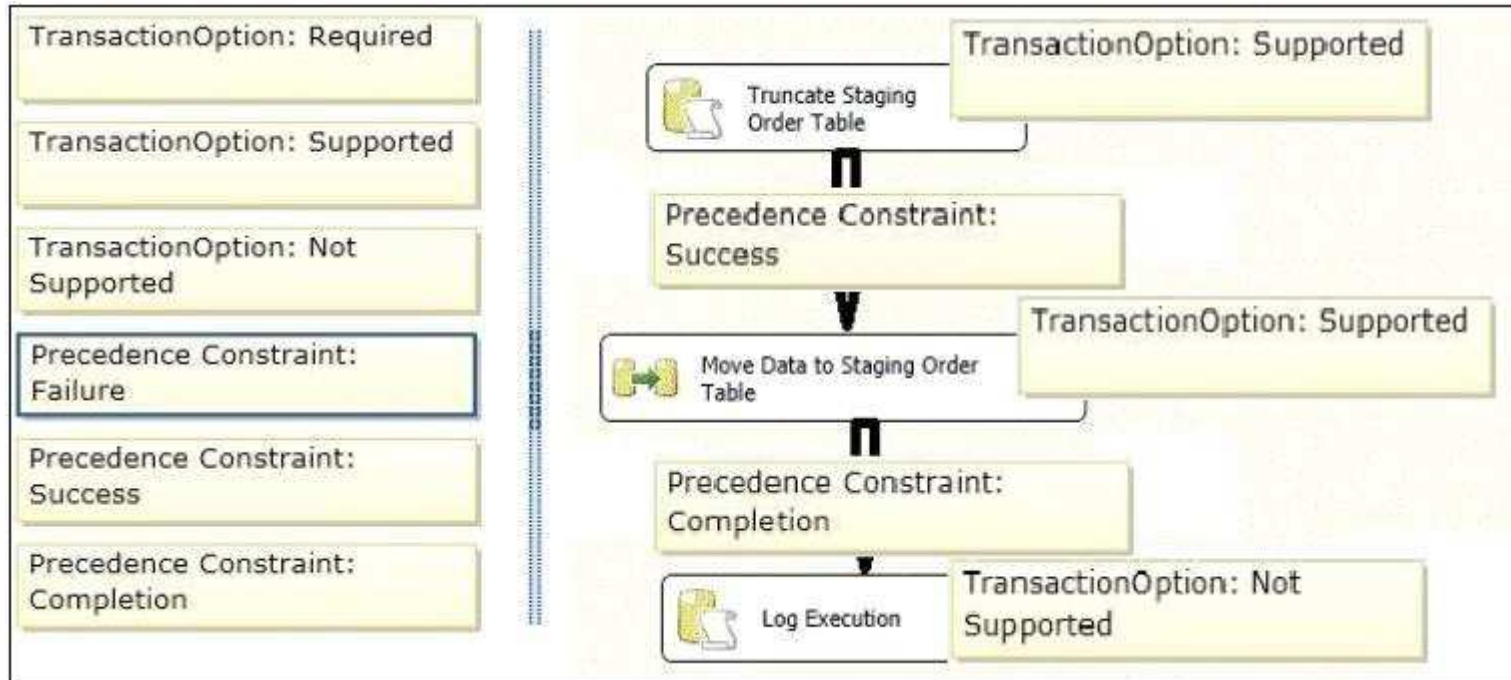 TransactionOption: Required
TransactionOption: Supported
TransactionOption: Not
Supported
Precedence Constraint:
Failure
Precedence Constraint:
Success
Precedence Constraint:
Completion
TransactionOption: Supported
Truncate Staging
Order Table
Precedence Constraint:
Success
TransactionOption: Supported
Move Data to Staging Order
Table
Precedence Constraint:
Completion
TransactionOption: Not
Supported
Log Execution